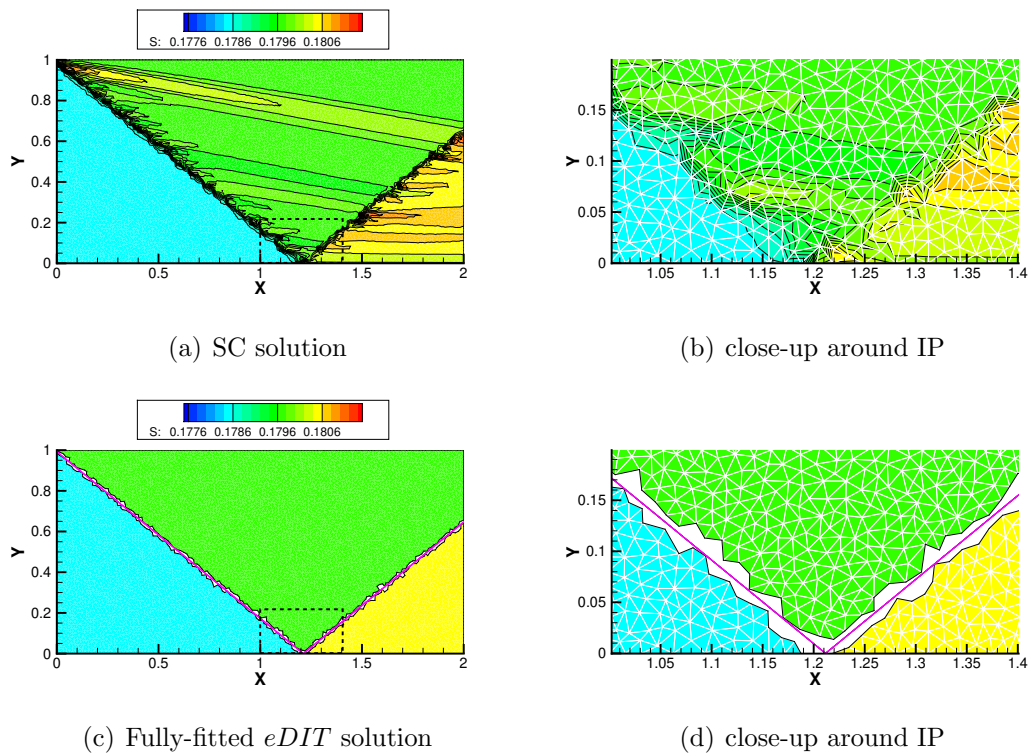 S: 0.1776 0.1786 0.1796 0.1806
Y
1
0.8
0.6
0.4
0.2
0
0 0.5 1 1.5 2
X
(a) SC solution
Y
0.15
0.1
0.05
0
1.05 1.1 1.15 1.2 1.25 1.3 1.35 1.4
X
(b) close-up around IP
S: 0.1776 0.1786 0.1796 0.1806
Y
1
0.8
0.6
0.4
0.2
0
0 0.5 1 1.5 2
X
(c) Fully-fitted eDIT solution
Y
0.15
0.1
0.05
0
1.05 1.1 1.15 1.2 1.25 1.3 1.35 1.4
X
(d) close-up around IP